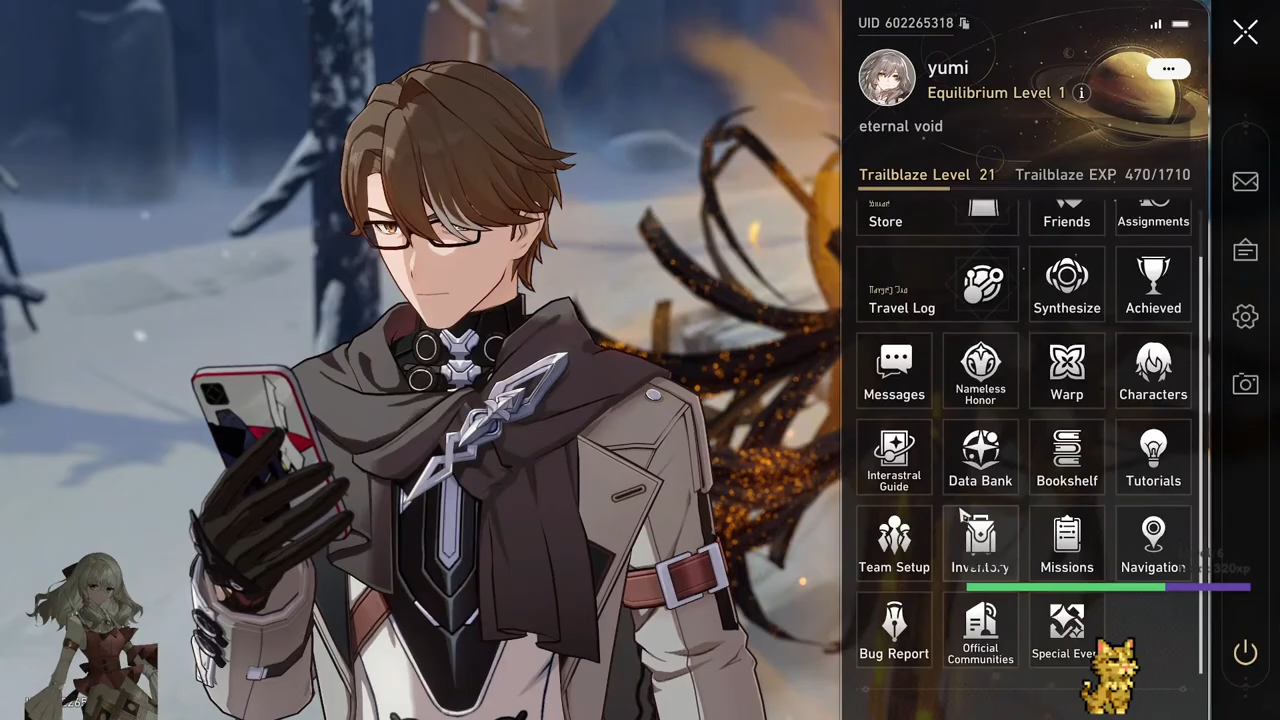 UID 602265318
yumi
Equilibrium Level 1
eternal void
Trailblaze Level 21 Trailblaze EXP 470/1710
Store
Friends
Assignments
Travel Log
Synthesize
Achieved
Messages
Nameless
Honor
Warp
Characters
Interastral
Guide
Data Bank
Bookshelf
Tutorials
Team Setup
Inventory
Missions
Navigation
Bug Report
Official
Communities
Special